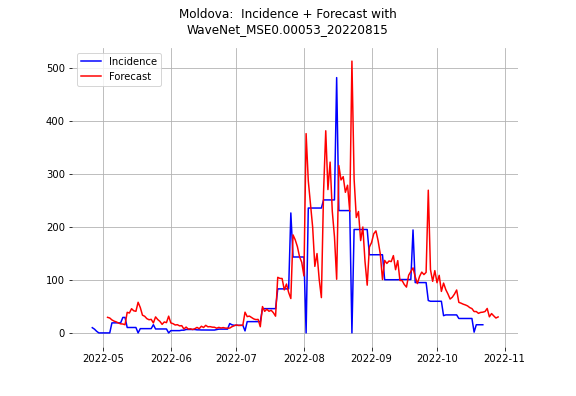 Moldova:  Incidence + Forecast with
WaveNet_MSE0.00053_20220815
Incidence
Forecast
500
400
300
200
100
0
2022-05 2022-06 2022-07 2022-08 2022-09 2022-10 2022-11